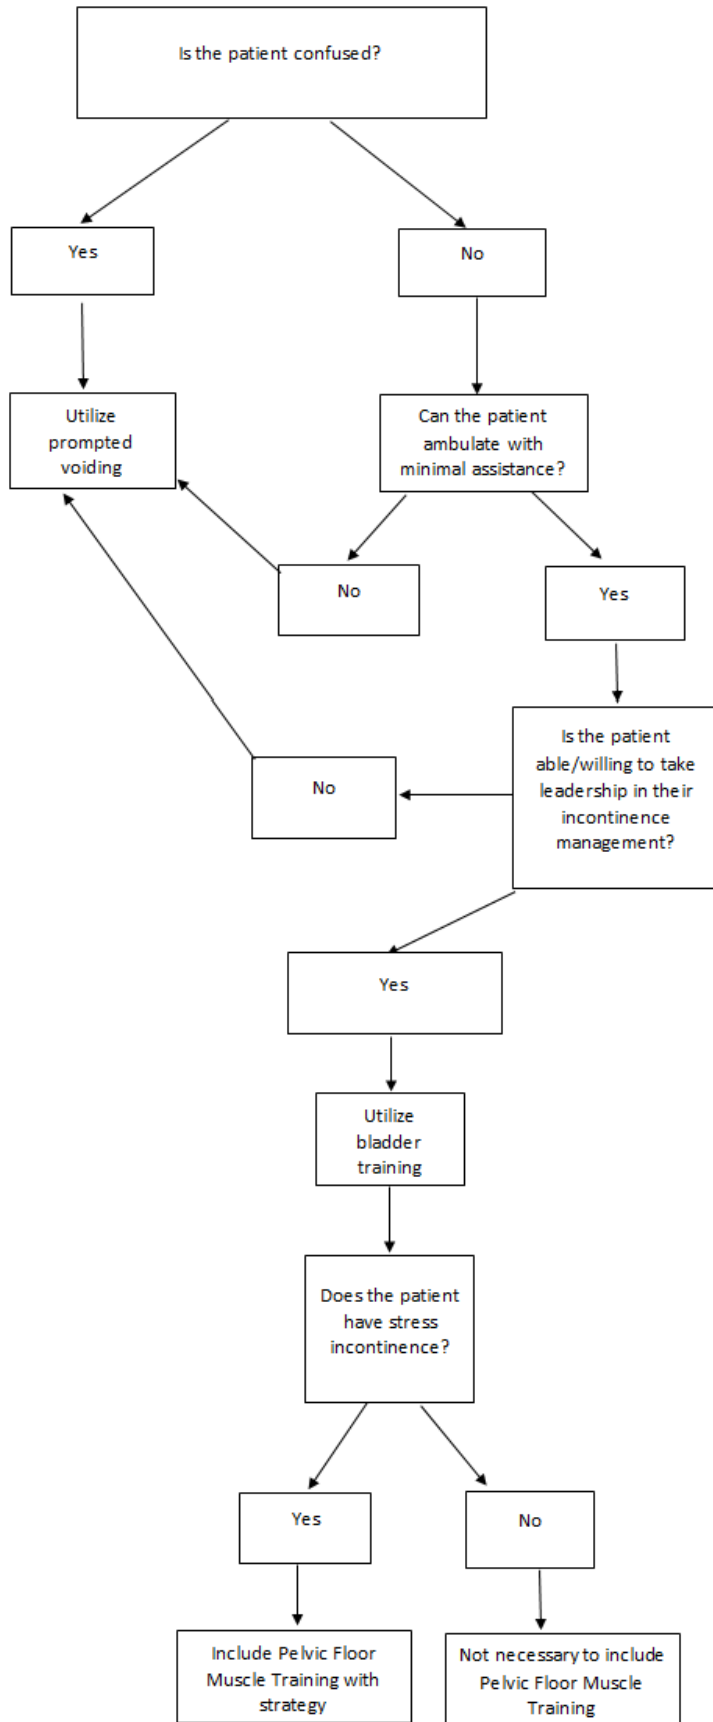 Is the patient confused?
Yes
No
Utilize
prompted
voiding
Can the patient
ambulate with
minimal assistance?
No
Yes
Is the patient
able/willing to take
leadership in their
incontinence
management?
No
Yes
Utilize
bladder
training
Does the patient
have stress
incontinence?
Yes
No
Include Pelvic Floor
Muscle Training with
strategy
Not necessary to include
Pelvic Floor Muscle
Training